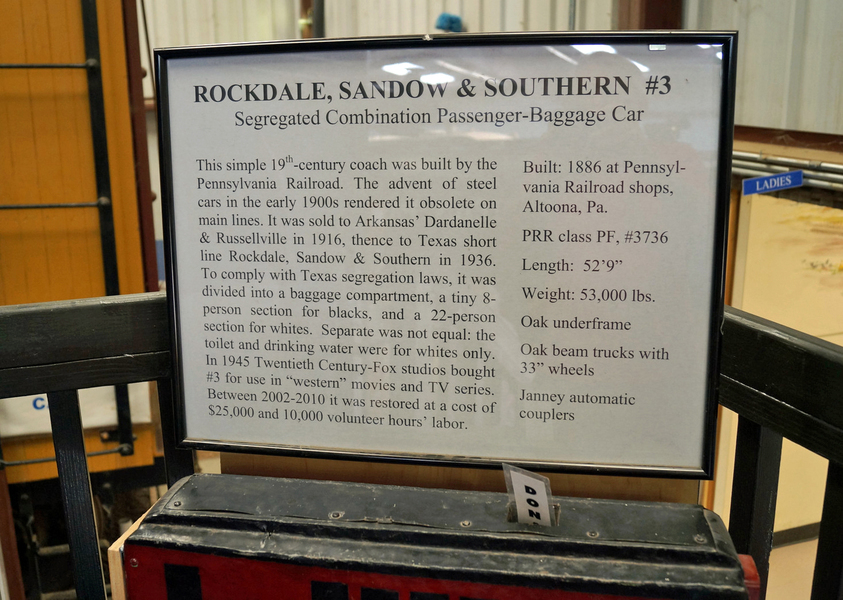 ROCKDALE, SANDOW & SOUTHERN #3
Segregated Combination Passenger-Baggage Car
This simple 19th-century coach was built by the
Pennsylvania Railroad. The advent of steel
cars in the early 1900s rendered it obsolete on
main lines. It was sold to Arkansas' Dardanelle
& Russellville in 1916, thence to Texas short
line Rockdale, Sandow & Southern in 1936.
To comply with Texas segregation laws, it was
divided into a baggage compartment, a tiny 8-
person section for blacks, and a 22-person
section for whites. Separate was not equal: the
toilet and drinking water were for whites only.
In 1945 Twentieth Century-Fox studios bought
#3 for use in “western” movies and TV series.
Between 2002-2010 it was restored at a cost of
$25,000 and 10,000 volunteer hours' labor.
Built: 1886 at Pennsyl-
vania Railroad shops,
Altoona, Pa.
PRR class PF, #3736
Length: 52'9”
Weight: 53,000 lbs.
Oak underframe
Oak beam trucks with
33” wheels
Janney automatic
couplers
LADIES
DON